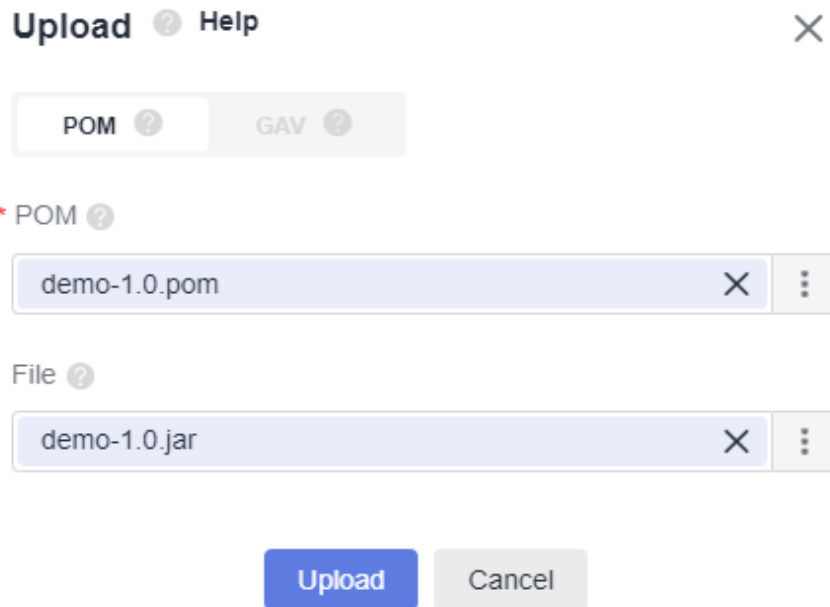 Upload ? Help
POM ? GAV ?
* POM ?
demo-1.0.pom
File ?
demo-1.0.jar
Upload Cancel